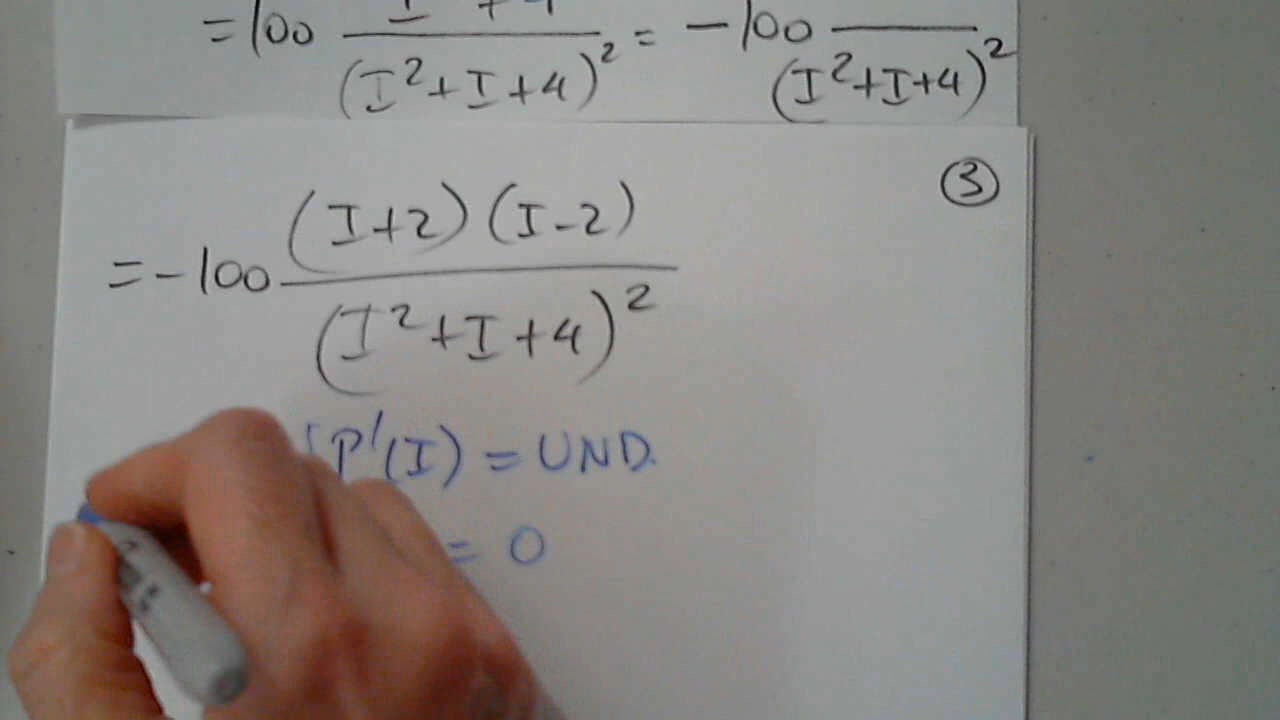 =100 ──── / (I²+I+4)² = -100 ──── / (I²+I+4)²
③
=-100 (I+2)(I-2) / (I²+I+4)²
P'(I) = UND.
= 0